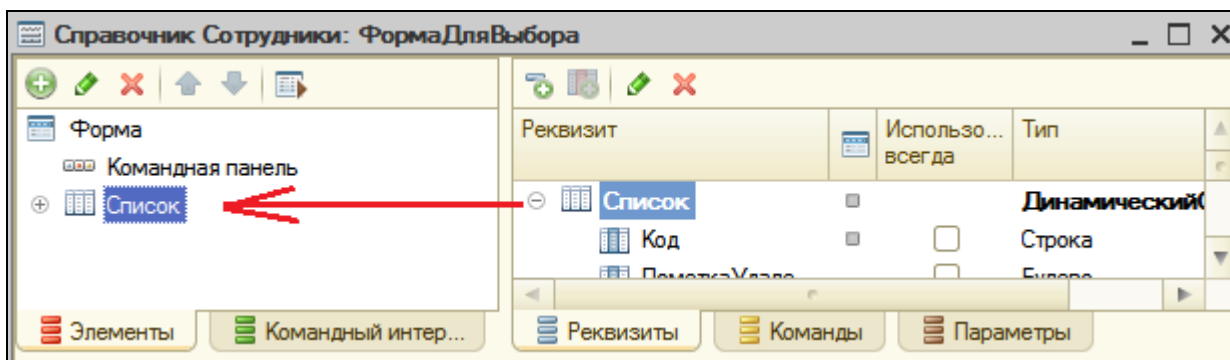 Справочник Сотрудники: ФормаДляВыбора
Форма
Командная панель
Список
Элементы
Командный интер...
Реквизит
Использо...
всегда
Тип
Список
Динамический
Код
Строка
Реквизиты
Команды
Параметры